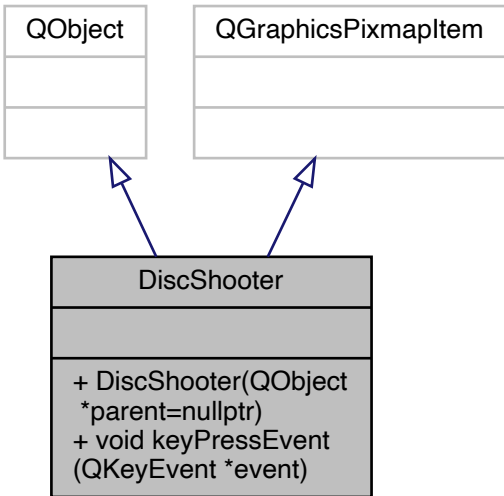 QObject
QGraphicsPixmapItem
DiscShooter
+ DiscShooter(QObject
*parent=nullptr)
+ void keyPressEvent
(QKeyEvent *event)